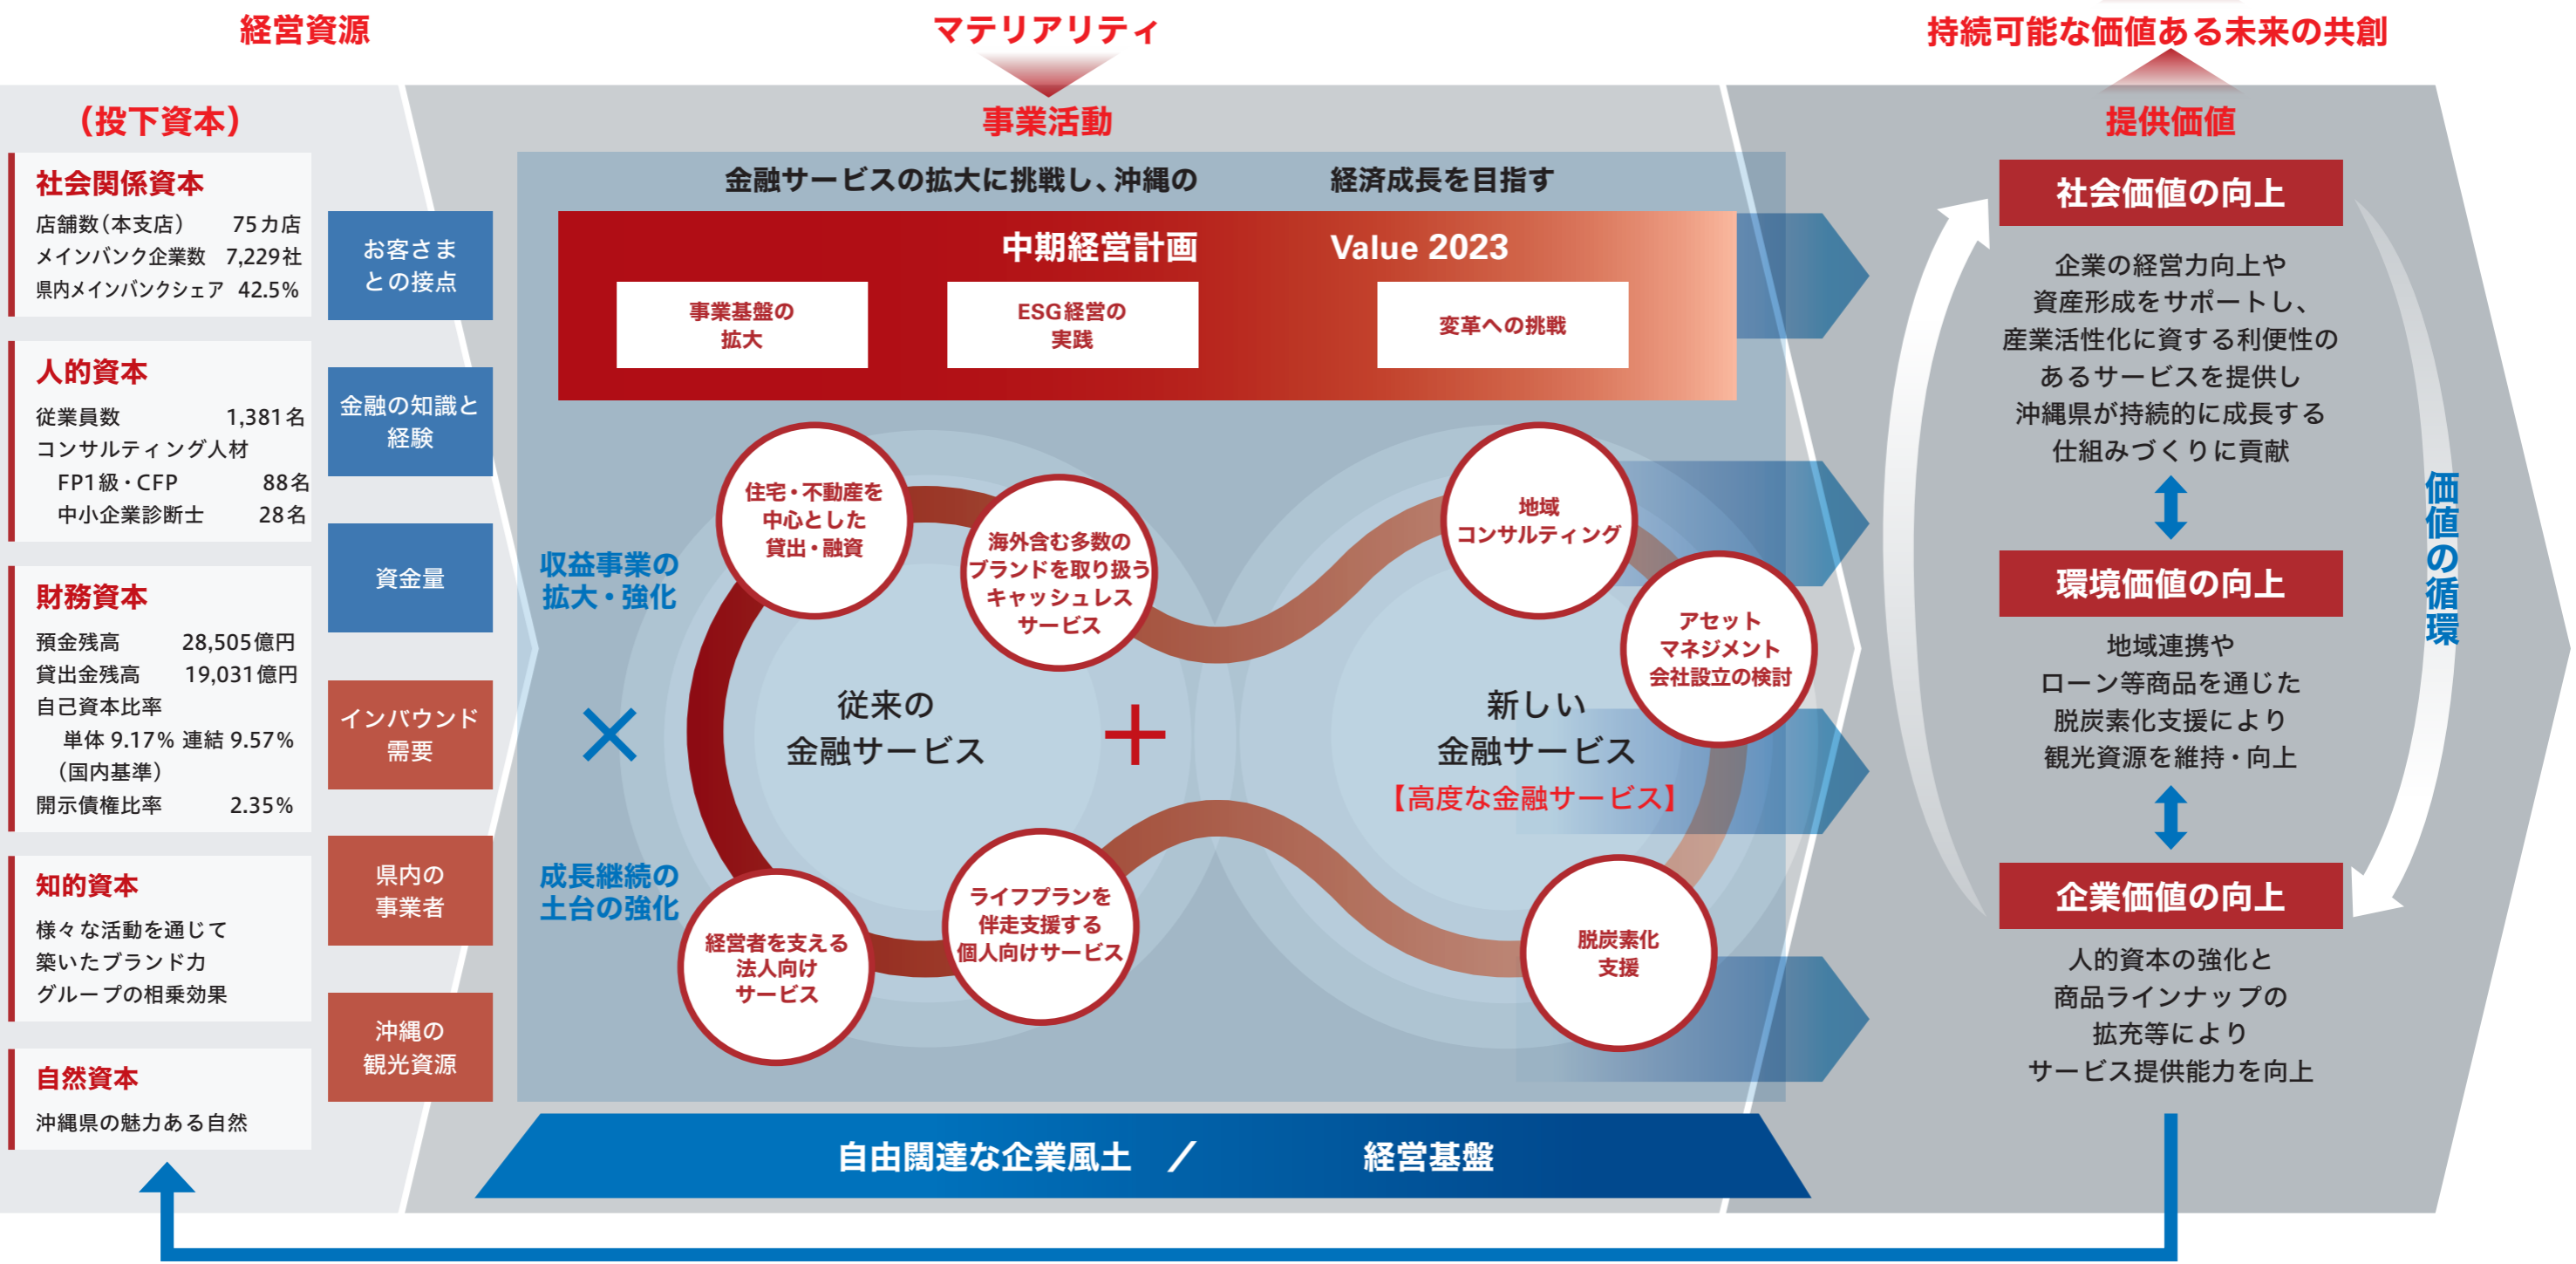 経営資源
マテリアリティ
持続可能な価値ある未来の共創
（投下資本）
社会関係資本
店舗数（本支店） 75カ店
メインバンク企業数 7,229社
県内メインバンクシェア 42.5%
人的資本
従業員数 1,381名
コンサルティング人材
FP1級・CFP 88名
中小企業診断士 28名
財務資本
預金残高 28,505億円
貸出金残高 19,031億円
自己資本比率
単体 9.17% 連結 9.57%
（国内基準）
開示債権比率 2.35%
知的資本
様々な活動を通じて
築いたブランド力
グループの相乗効果
自然資本
沖縄県の魅力ある自然
お客さま
との接点
金融の知識と
経験
資金量
インバウンド
需要
県内の
事業者
沖縄の
観光資源
事業活動
金融サービスの拡大に挑戦し、沖縄の 経済成長を目指す
中期経営計画 Value 2023
事業基盤の
拡大
ESG経営の
実践
変革への挑戦
収益事業の
拡大・強化
×
成長継続の
土台の強化
住宅・不動産を
中心とした
貸出・融資
海外含む多数の
ブランドを取り扱う
キャッシュレス
サービス
従来の
金融サービス
経営者を支える
法人向け
サービス
ライフプランを
伴走支援する
個人向けサービス
＋
地域
コンサルティング
アセット
マネジメント
会社設立の検討
新しい
金融サービス
【高度な金融サービス】
脱炭素化
支援
自由闊達な企業風土 ／ 経営基盤
提供価値
社会価値の向上
企業の経営力向上や
資産形成をサポートし、
産業活性化に資する利便性の
あるサービスを提供し
沖縄県が持続的に成長する
仕組みづくりに貢献
環境価値の向上
地域連携や
ローン等商品を通じた
脱炭素化支援により
観光資源を維持・向上
企業価値の向上
人的資本の強化と
商品ラインナップの
拡充等により
サービス提供能力を向上
価値の循環